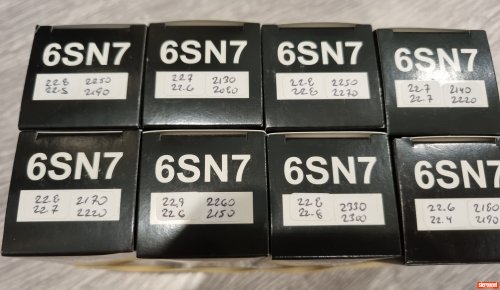 6SN7
22.8 2250
22.5 2190
6SN7
22.7 2130
22.6 2080
6SN7
22.8 2250
22.8 2270
6SN7
22.7 2140
22.7 2220
6SN7
22.8 2170
22.7 2220
6SN7
22.9 2260
22.6 2150
6SN7
22.8 2330
22.8 2300
6SN7
22.6 2180
22.4 2190